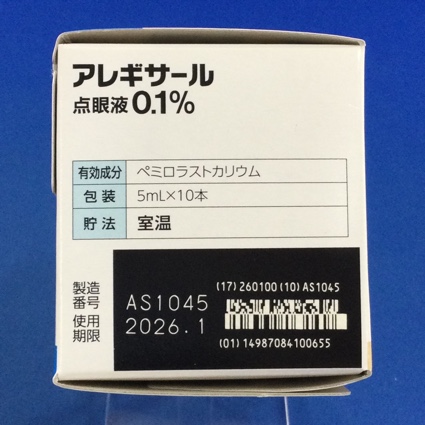 アレギサール
点眼液0.1%
有効成分 ペミロラストカリウム
包装 5mL×10本
貯法 室温
製造番号 AS1045
使用期限 2026.1
(17)260100(10)AS1045
(01)14987084100655